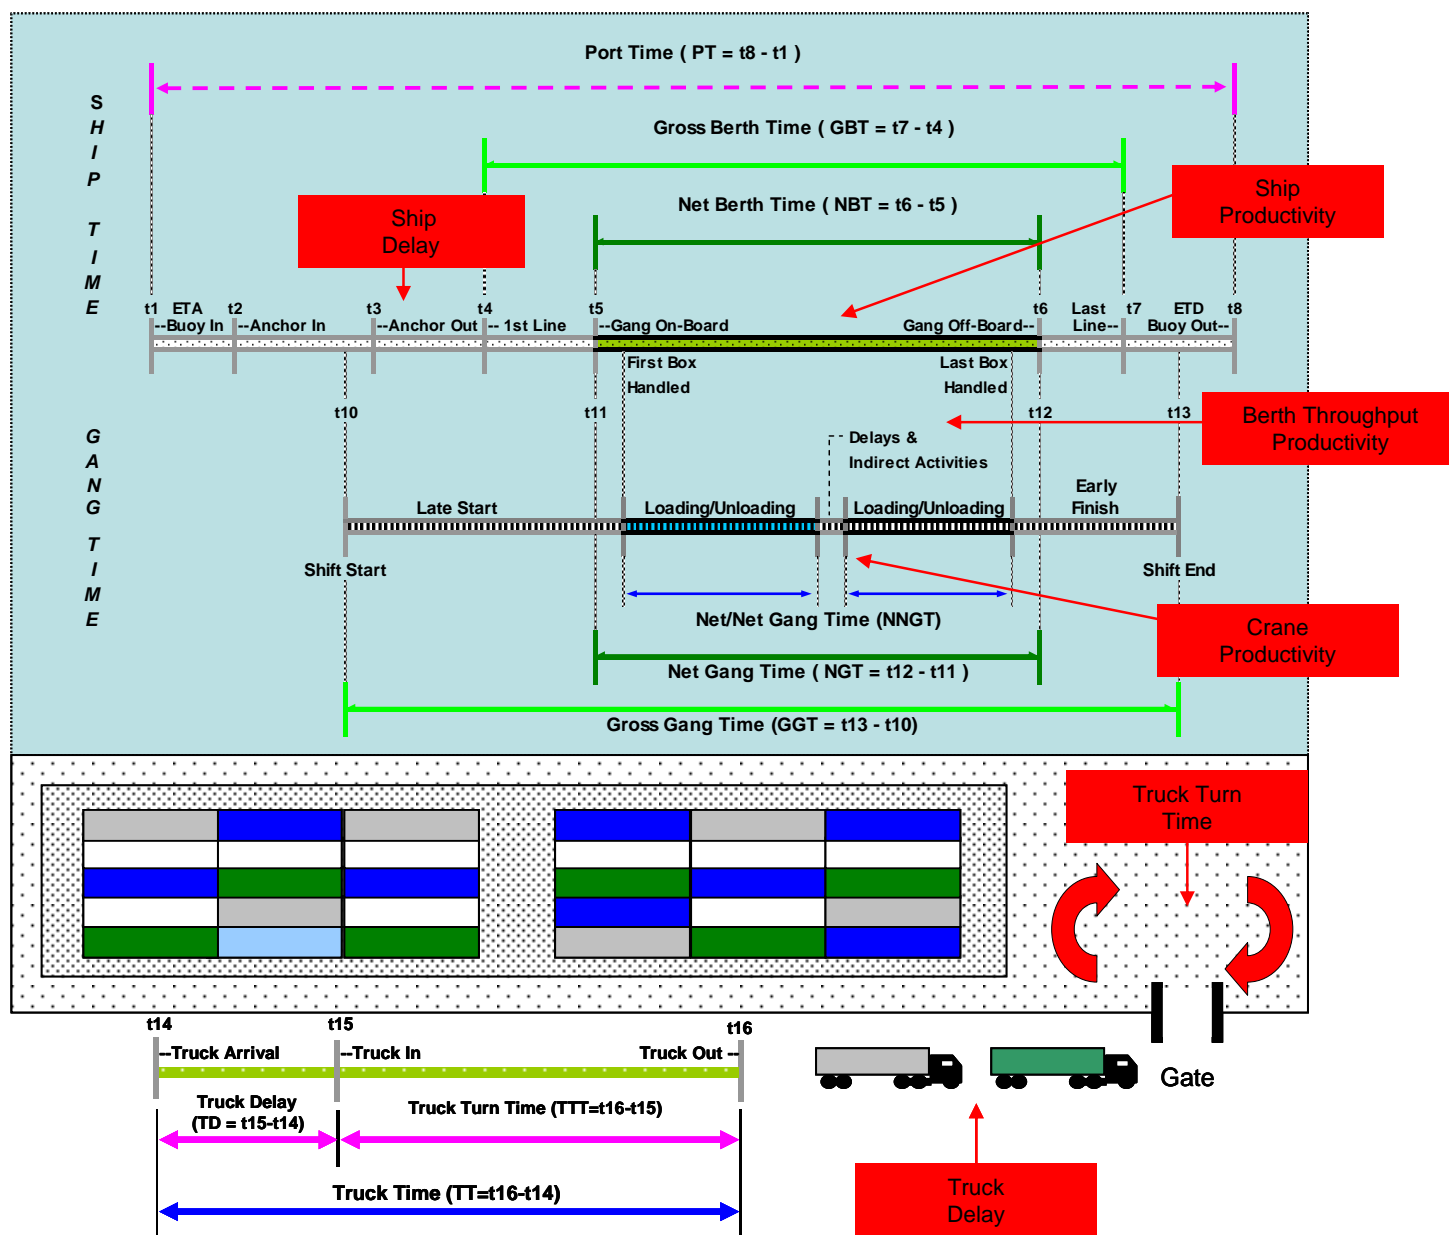 Port Time ( PT = t8 - t1 )
SHIP TIME
Gross Berth Time ( GBT = t7 - t4 )
Ship
Productivity
Net Berth Time ( NBT = t6 - t5 )
Ship
Delay
t1 ETA t2 t3 t4 t5 t6 Last t7 ETD t8
--Buoy In --Anchor In --Anchor Out -- 1st Line --Gang On-Board Gang Off-Board-- Line-- Buoy Out--
First Box
Handled
Last Box
Handled
t10 t11 t12 t13
Berth Throughput
Productivity
GANG TIME
Delays &
Indirect Activities
Late Start Loading/Unloading Loading/Unloading
Early
Finish
Shift Start Shift End
Net/Net Gang Time (NNGT)
Crane
Productivity
Net Gang Time ( NGT = t12 - t11 )
Gross Gang Time (GGT = t13 - t10)
Truck Turn
Time
t14 t15 t16
--Truck Arrival --Truck In Truck Out --
Gate
Truck Delay
(TD = t15-t14)
Truck Turn Time (TTT=t16-t15)
Truck Time (TT=t16-t14)
Truck
Delay